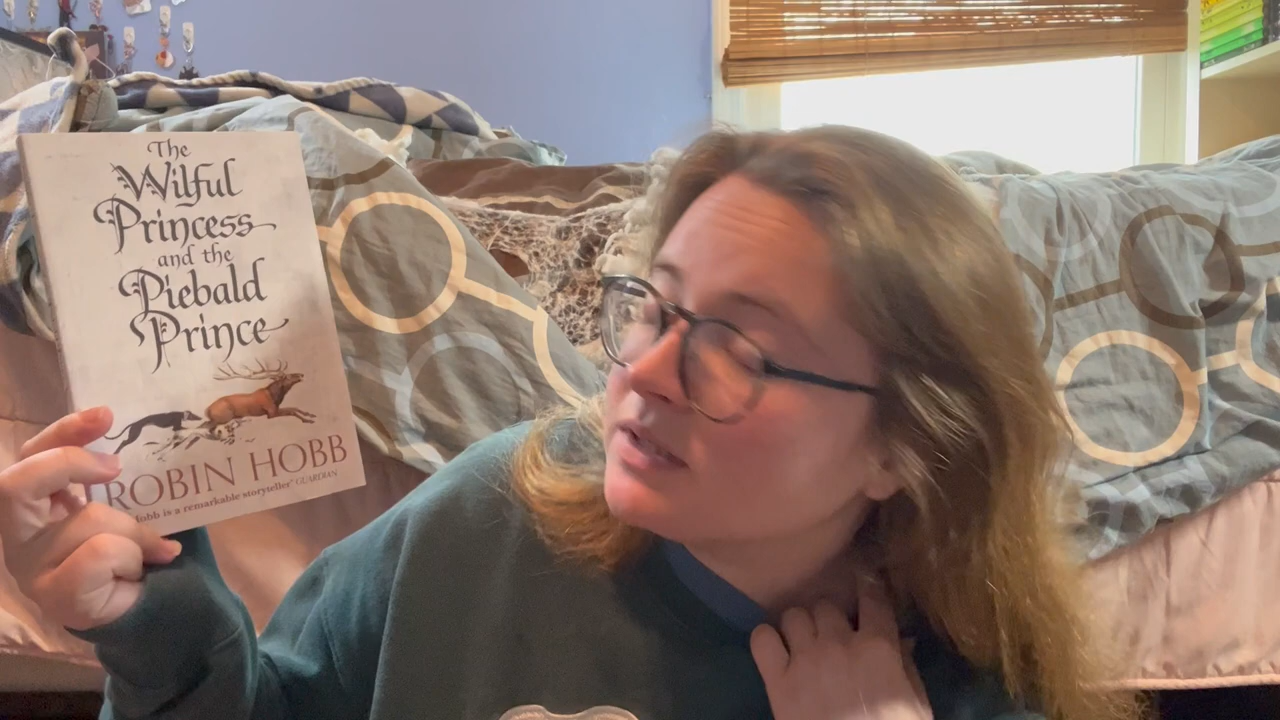 The
Wilful
Princess
and the
Piebald
Prince
ROBIN HOBB
Hobb is a remarkable storyteller" GUARDIAN